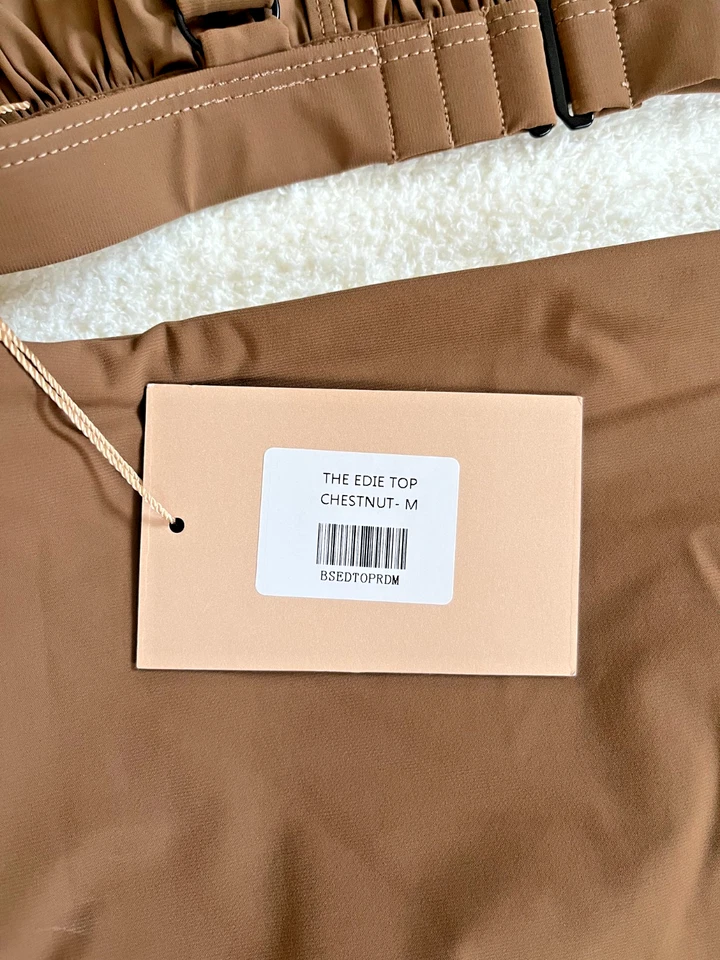 THE EDIE TOP
CHESTNUT- M
BSEDTOPRDM